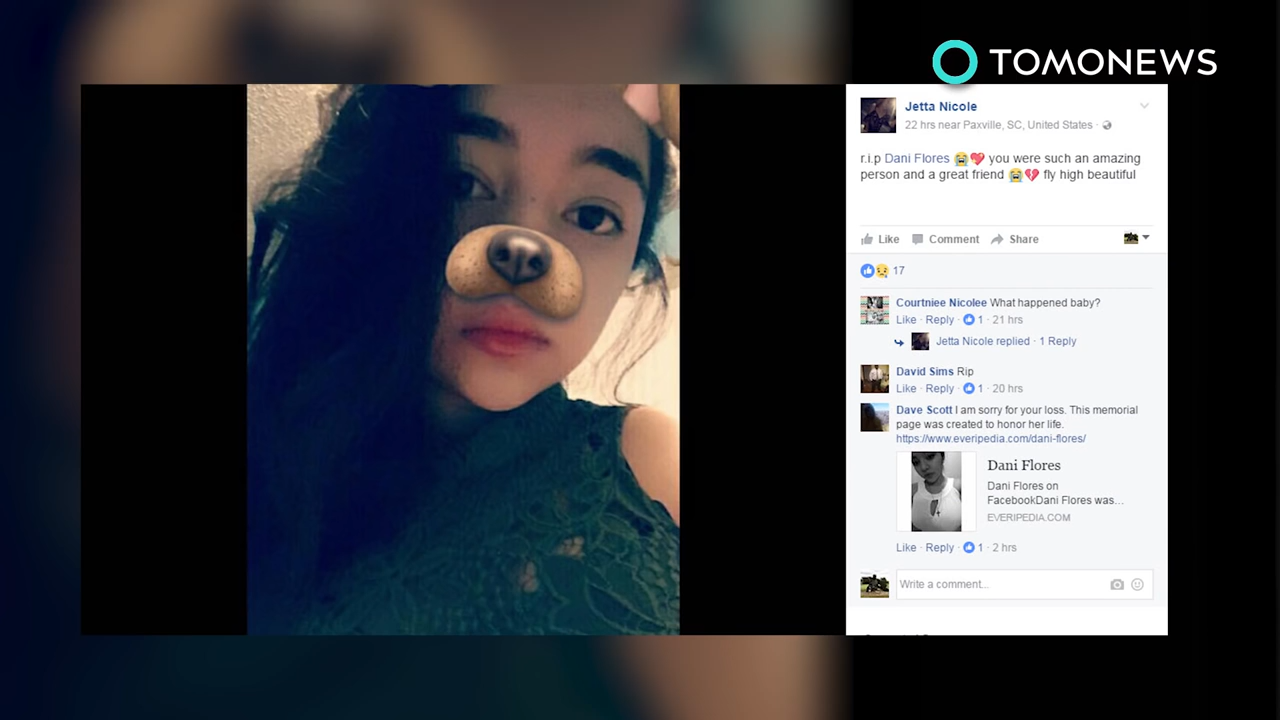 TOMONEWS
Jetta Nicole
22 hrs near Paxville, SC, United States ·
r.i.p Dani Flores 😭💖 you were such an amazing
person and a great friend 😭💔 fly high beautiful
Like Comment Share
17
Courtniee Nicolee What happened baby?
Like · Reply · 1 · 21 hrs
Jetta Nicole replied · 1 Reply
David Sims Rip
Like · Reply · 1 · 20 hrs
Dave Scott I am sorry for your loss. This memorial
page was created to honor her life.
https://www.everipedia.com/dani-flores/
Dani Flores
Dani Flores on
FacebookDani Flores was...
EVERIPEDIA.COM
Like · Reply · 1 · 2 hrs
Write a comment...